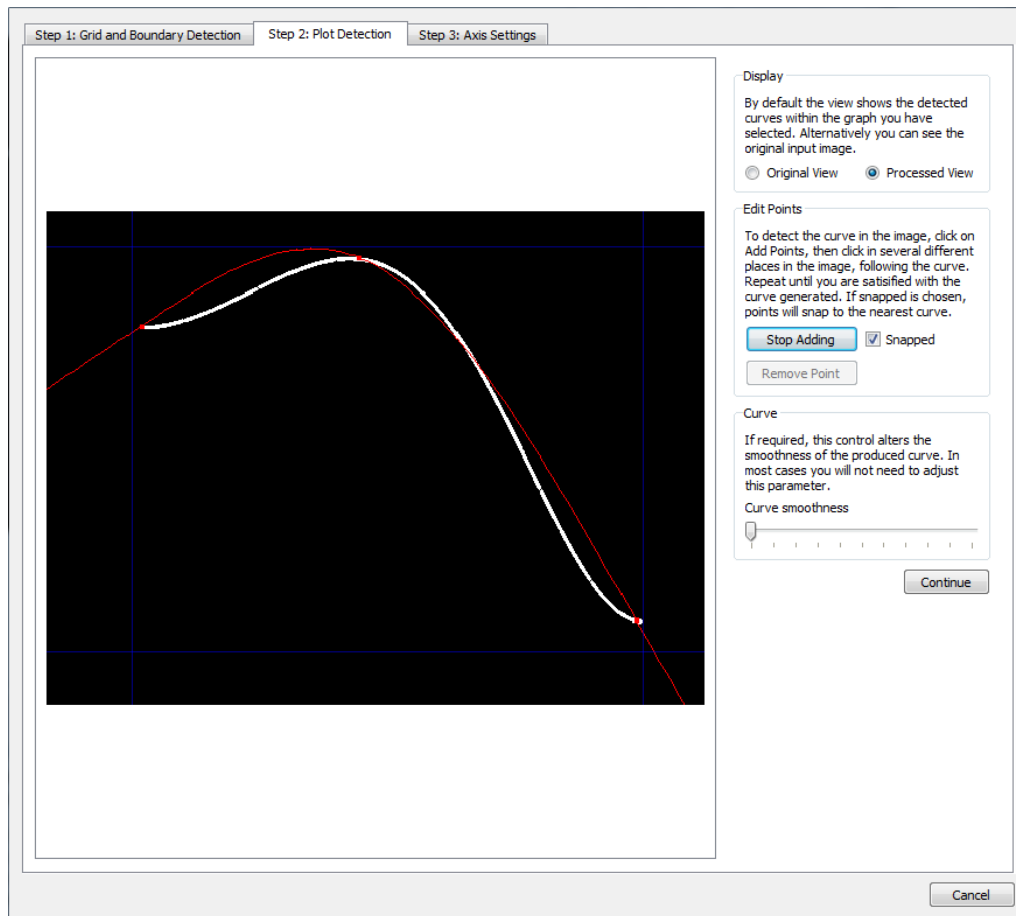 Step 1: Grid and Boundary Detection
Step 2: Plot Detection
Step 3: Axis Settings
Display
By default the view shows the detected
curves within the graph you have
selected. Alternatively you can see the
original input image.
Original View
Processed View
Edit Points
To detect the curve in the image, click on
Add Points, then click in several different
places in the image, following the curve.
Repeat until you are satisified with the
curve generated. If snapped is chosen,
points will snap to the nearest curve.
Stop Adding
Snapped
Remove Point
Curve
If required, this control alters the
smoothness of the produced curve. In
most cases you will not need to adjust
this parameter.
Curve smoothness
Continue
Cancel